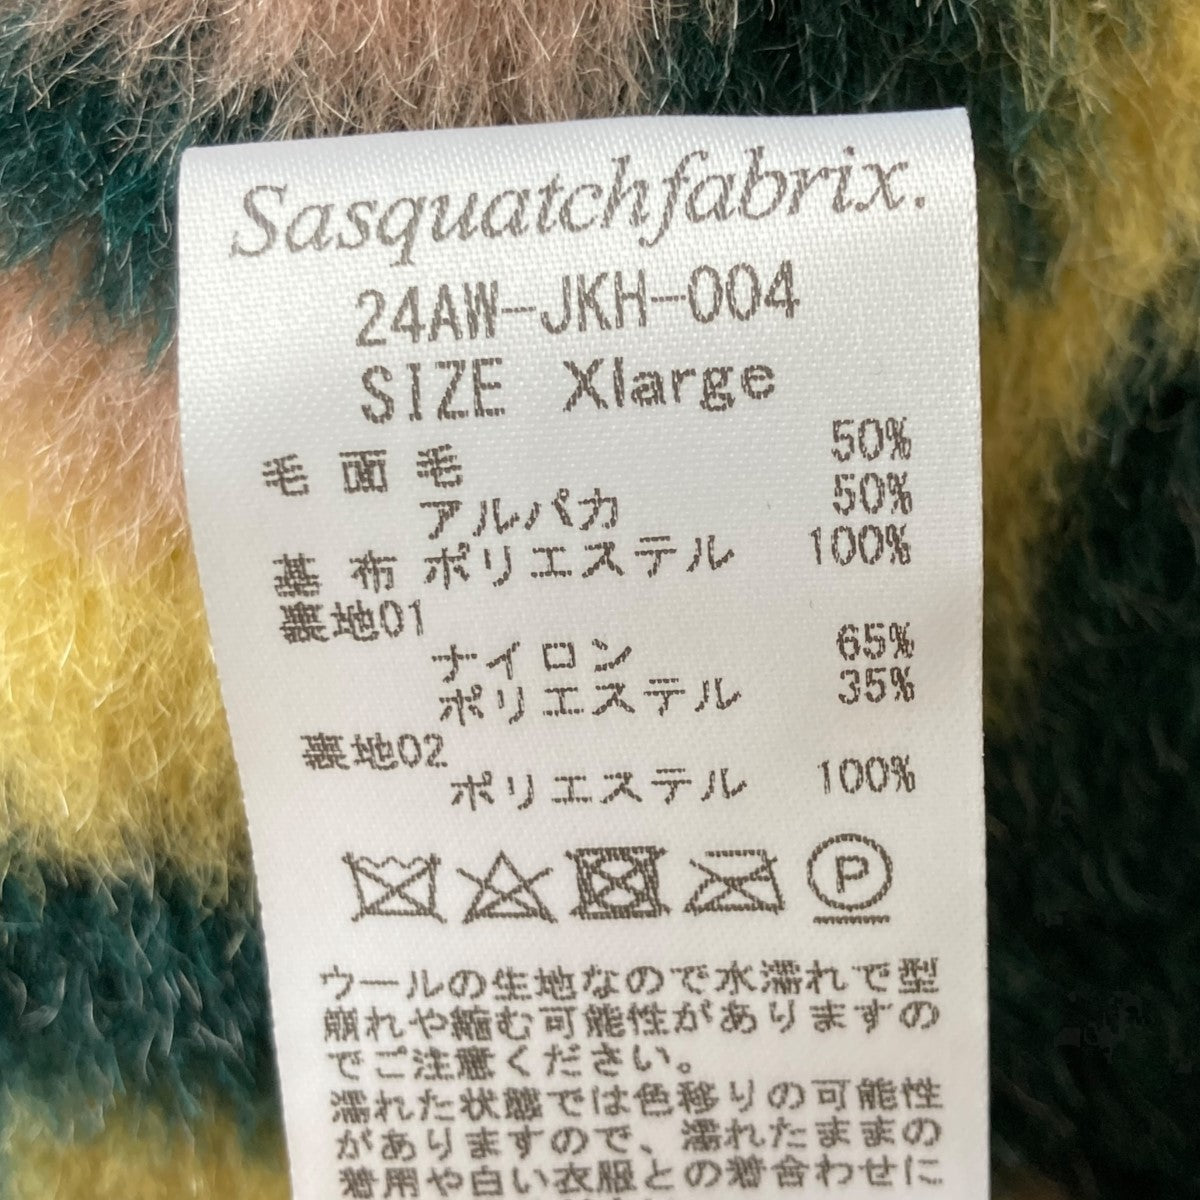 Sasquatchfabrix.
24AW-JKH-004
SIZE Xlarge
毛 面 毛 50%
アルパカ 50%
基 布 ポリエステル 100%
裏地01
ナイロン 65%
ポリエステル 35%
裏地02
ポリエステル 100%
P
ウールの生地なので水濡れで型
崩れや縮む可能性がありますの
でご注意ください。
濡れた状態では色移りの可能性
がありますので、濡れたままの
着用や白い衣服との着合わせに